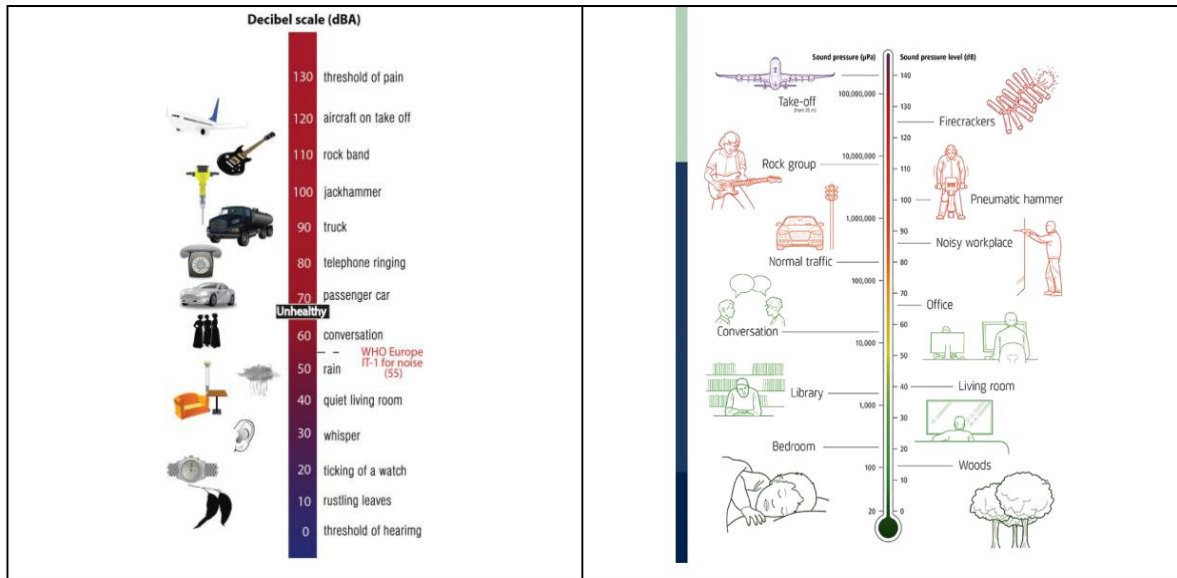 Decibel scale (dBA)
130 threshold of pain
120 aircraft on take off
110 rock band
100 jackhammer
90 truck
80 telephone ringing
70 passenger car
Unhealthy
60 conversation
WHO Europe
IT-1 for noise
(55)
50 rain
40 quiet living room
30 whisper
20 ticking of a watch
10 rustling leaves
0 threshold of hearimg
Sound pressure (µPa) Sound pressure level (dB)
140
Take-off
(from 25 m)
100,000,000
130
Firecrackers
120
10,000,000
Rock group
110
100
Pneumatic hammer
1,000,000
90
Noisy workplace
Normal traffic
80
100,000
70
Office
Conversation
60
10,000
50
Library
40
Living room
1,000
30
Bedroom
20
100
Woods
10
20
0